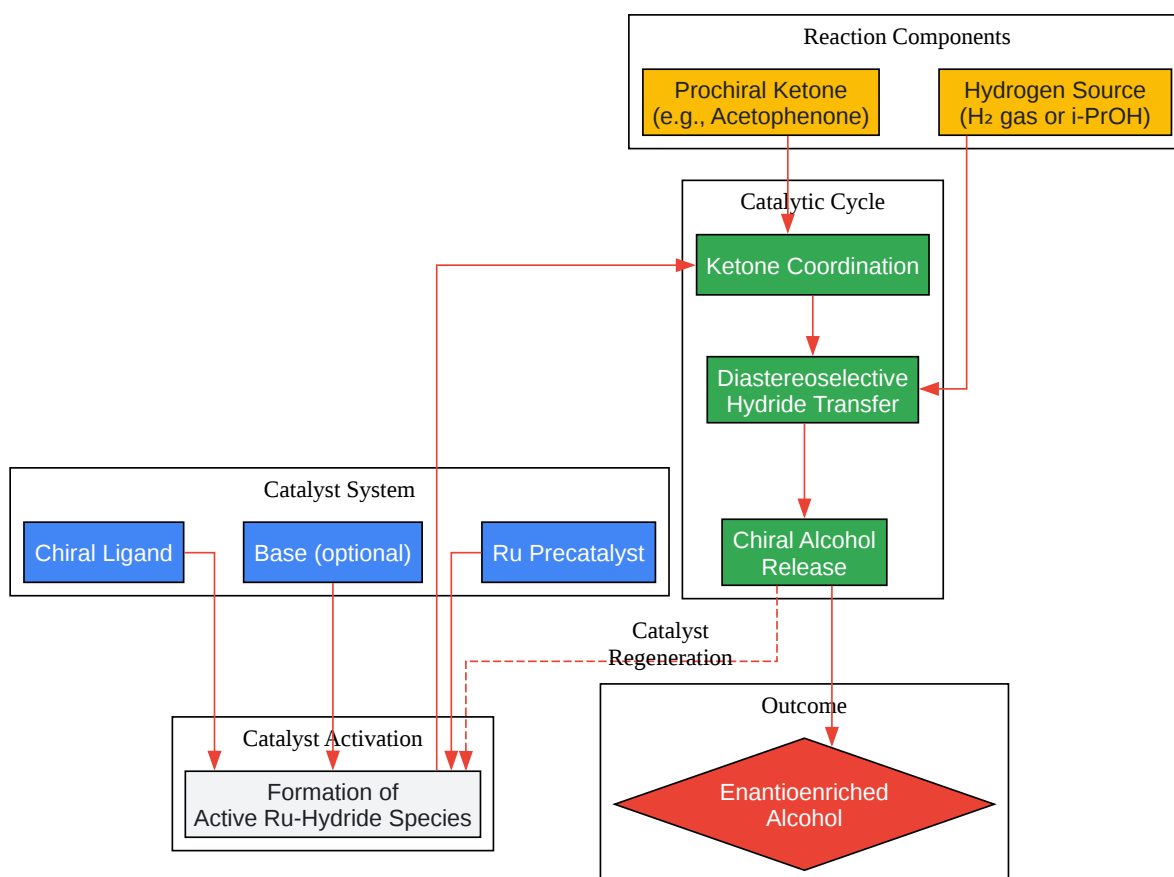 Reaction Components
Prochiral Ketone
(e.g., Acetophenone)
Hydrogen Source
(H₂ gas or i-PrOH)
Catalytic Cycle
Ketone Coordination
Diastereoselective
Hydride Transfer
Chiral Alcohol
Release
Catalyst System
Chiral Ligand
Base (optional)
Ru Precatalyst
Catalyst
Regeneration
Catalyst Activation
Formation of
Active Ru-Hydride Species
Outcome
Enantioenriched
Alcohol